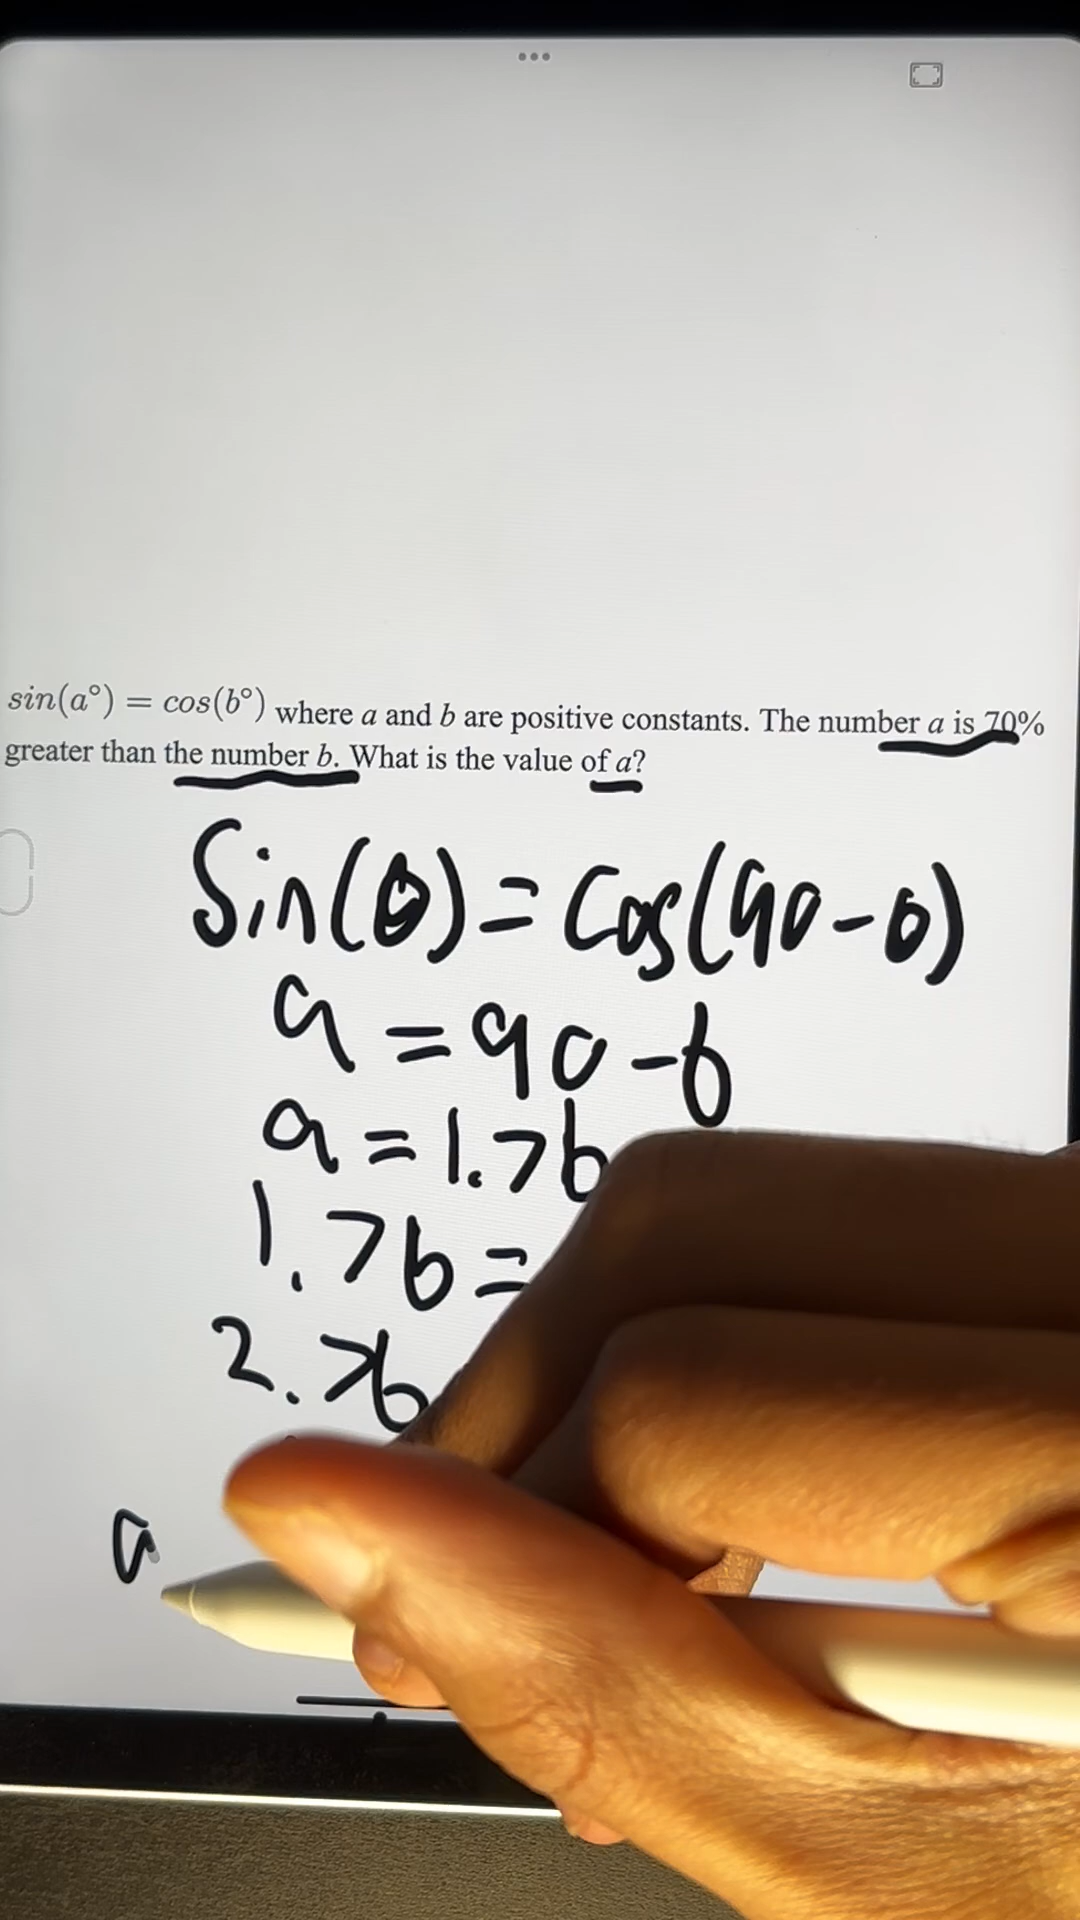 sin(a°) = cos(b°) where a and b are positive constants. The number a is 70%
greater than the number b. What is the value of a?
Sin(θ)=Cos(90-θ)
a=90-b
a=1.7b
1.7b=
2.7b
a